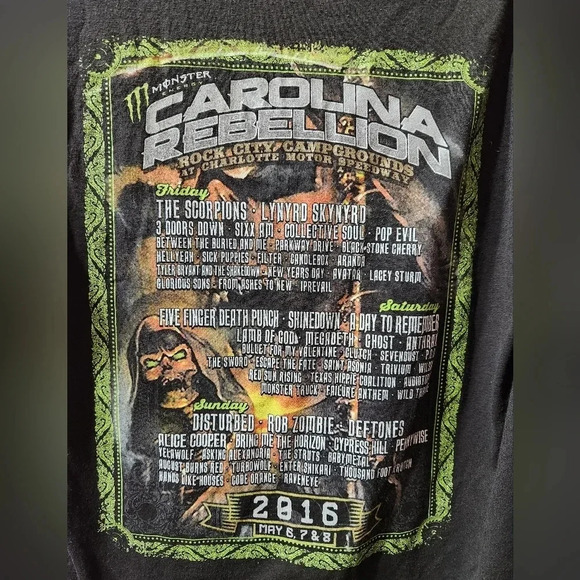 MONSTER
ENERGY
CAROLINA
REBELLION
ROCK CITY CAMPGROUNDS
AT CHARLOTTE MOTOR SPEEDWAY
Friday
THE SCORPIONS · LYNYRD SKYNYRD
3 DOORS DOWN · SIXX AM · COLLECTIVE SOUL · POP EVIL
BETWEEN THE BURIED AND ME · PARKWAY DRIVE · BLACK STONE CHERRY
HELLYEAH · SICK PUPPIES · FILTER · CANDLEBOX · ARANDA
TYLER BRYANT AND THE SHAKEDOWN · NEW YEARS DAY · AVATAR · LACEY STURM
GLORIOUS SONS · FROM ASHES TO NEW · IPREVAIL
Saturday
FIVE FINGER DEATH PUNCH · SHINEDOWN · A DAY TO REMEMBER
LAMB OF GOD · MEGADETH · GHOST · ANTHRAX
BULLET FOR MY VALENTINE · CLUTCH · SEVENDUST · P.O.D
THE SWORD · ESCAPE THE FATE · SAINT ASONIA · TRIVIUM
RED SUN RISING · TEXAS HIPPIE COALITION
MONSTER TRUCK · FAILURE ANTHEM · WILD
Sunday
DISTURBED · ROB ZOMBIE · DEFTONES
ALICE COOPER · BRING ME THE HORIZON · CYPRESS HILL · PENNYWISE
YELAWOLF · ASKING ALEXANDRIA · THE STRUTS · BABYMETAL
AUGUST BURNS RED · TURBOWOLF · ENTER SHIKARI · THOUSAND FOOT KRUTCH
HANDS LIKE HOUSES · CODE ORANGE · RAVENEYE
2016
MAY 6, 7 & 8